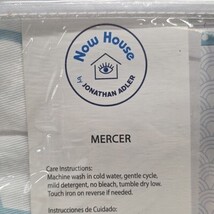 Now House
by JONATHAN ADLER
MERCER
Care Instructions:
Machine wash in cold water, gentle cycle,
mild detergent, no bleach, tumble dry low.
Touch iron on reverse if needed.
Instrucciones de Cuidado: